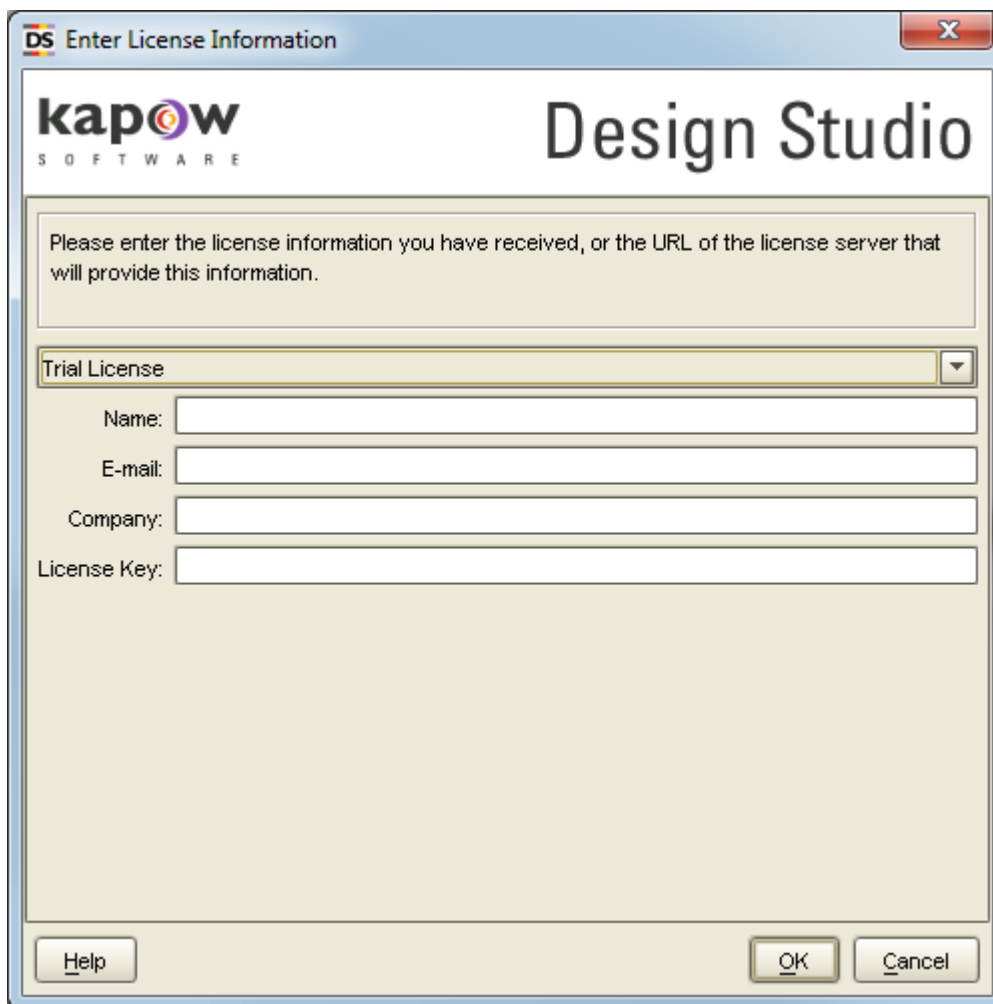 DS Enter License Information
kapow
SOFTWARE
Design Studio
Please enter the license information you have received, or the URL of the license server that
will provide this information.
Trial License
Name:
E-mail:
Company:
License Key:
Help
OK
Cancel